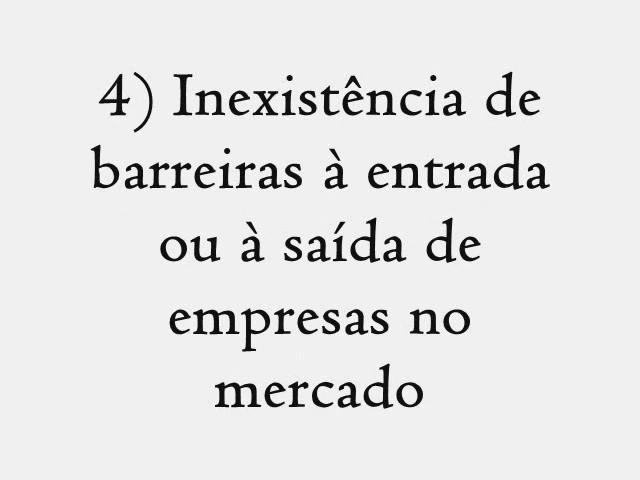 4) Inexistência de
barreiras à entrada
ou à saída de
empresas no
mercado